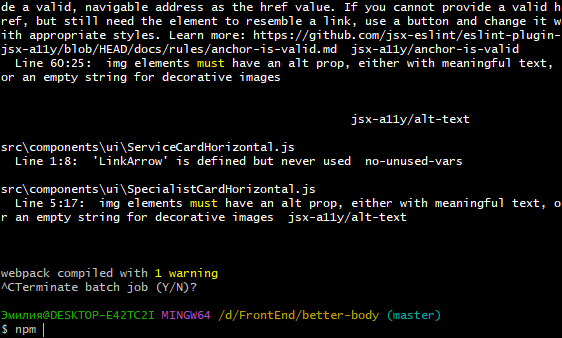 de a valid, navigable address as the href value. If you cannot provide a valid h
ref, but still need the element to resemble a link, use a button and change it w
ith appropriate styles. Learn more: https://github.com/jsx-eslint/eslint-plugin-
jsx-a11y/blob/HEAD/docs/rules/anchor-is-valid.md  jsx-a11y/anchor-is-valid
  Line 60:25:  img elements must have an alt prop, either with meaningful text,
or an empty string for decorative images
jsx-a11y/alt-text
src\components\ui\ServiceCardHorizontal.js
  Line 1:8:  'LinkArrow' is defined but never used  no-unused-vars
src\components\ui\SpecialistCardHorizontal.js
  Line 5:17:  img elements must have an alt prop, either with meaningful text, o
r an empty string for decorative images  jsx-a11y/alt-text
webpack compiled with 1 warning
^CTerminate batch job (Y/N)?
Эмилия@DESKTOP-E42TC2I MINGW64 /d/FrontEnd/better-body (master)
$ npm